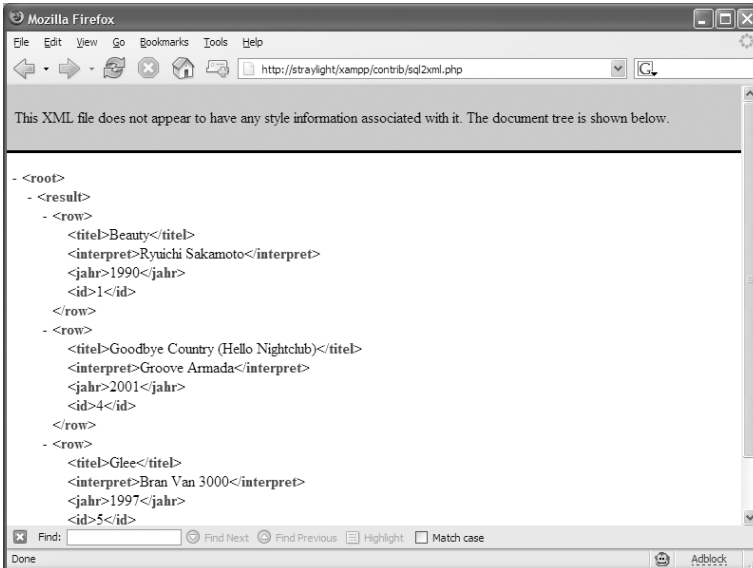 Mozilla Firefox
File Edit View Go Bookmarks Tools Help
http://straylight/xampp/contrib/sql2xml.php
G
This XML file does not appear to have any style information associated with it. The document tree is shown below.
- <root>
- <result>
- <row>
<titel>Beauty</titel>
<interpret>Ryuichi Sakamoto</interpret>
<jahr>1990</jahr>
<id>1</id>
</row>
- <row>
<titel>Goodbye Country (Hello Nightclub)</titel>
<interpret>Groove Armada</interpret>
<jahr>2001</jahr>
<id>4</id>
</row>
- <row>
<titel>Glee</titel>
<interpret>Bran Van 3000</interpret>
<jahr>1997</jahr>
<id>5</id>
Find: Find Next Find Previous Highlight Match case
Done Adblock